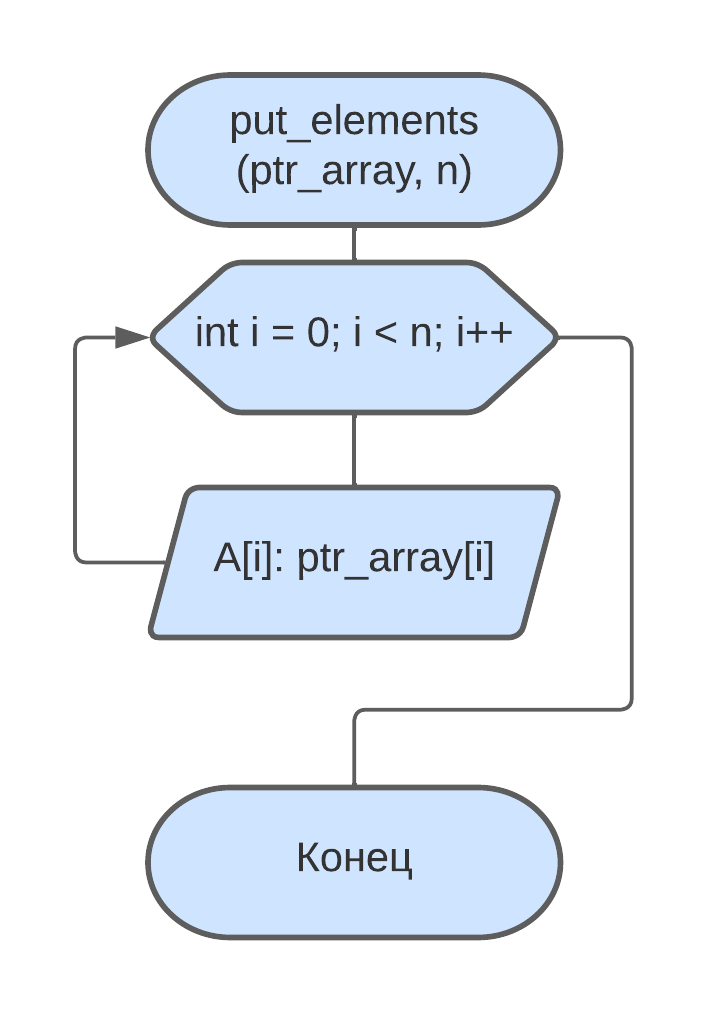 put_elements
(ptr_array, n)
int i = 0; i < n; i++
A[i]: ptr_array[i]
Конец